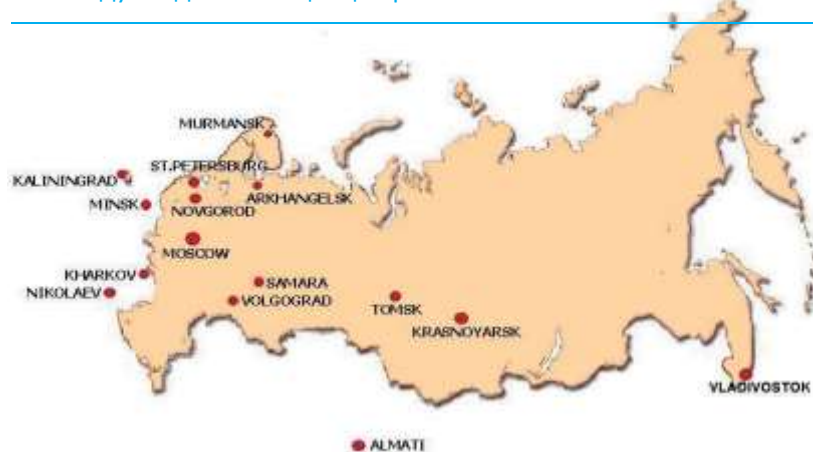 MURMANSK
ST.PETERSBURG
KALININGRAD
ARKHANGELSK
MINSK
NOVGOROD
MOSCOW
KHARKOV
SAMARA
NIKOLAEV
VOLGOGRAD
TOMSK
KRASNOYARSK
VLADIVOSTOK
ALMATI